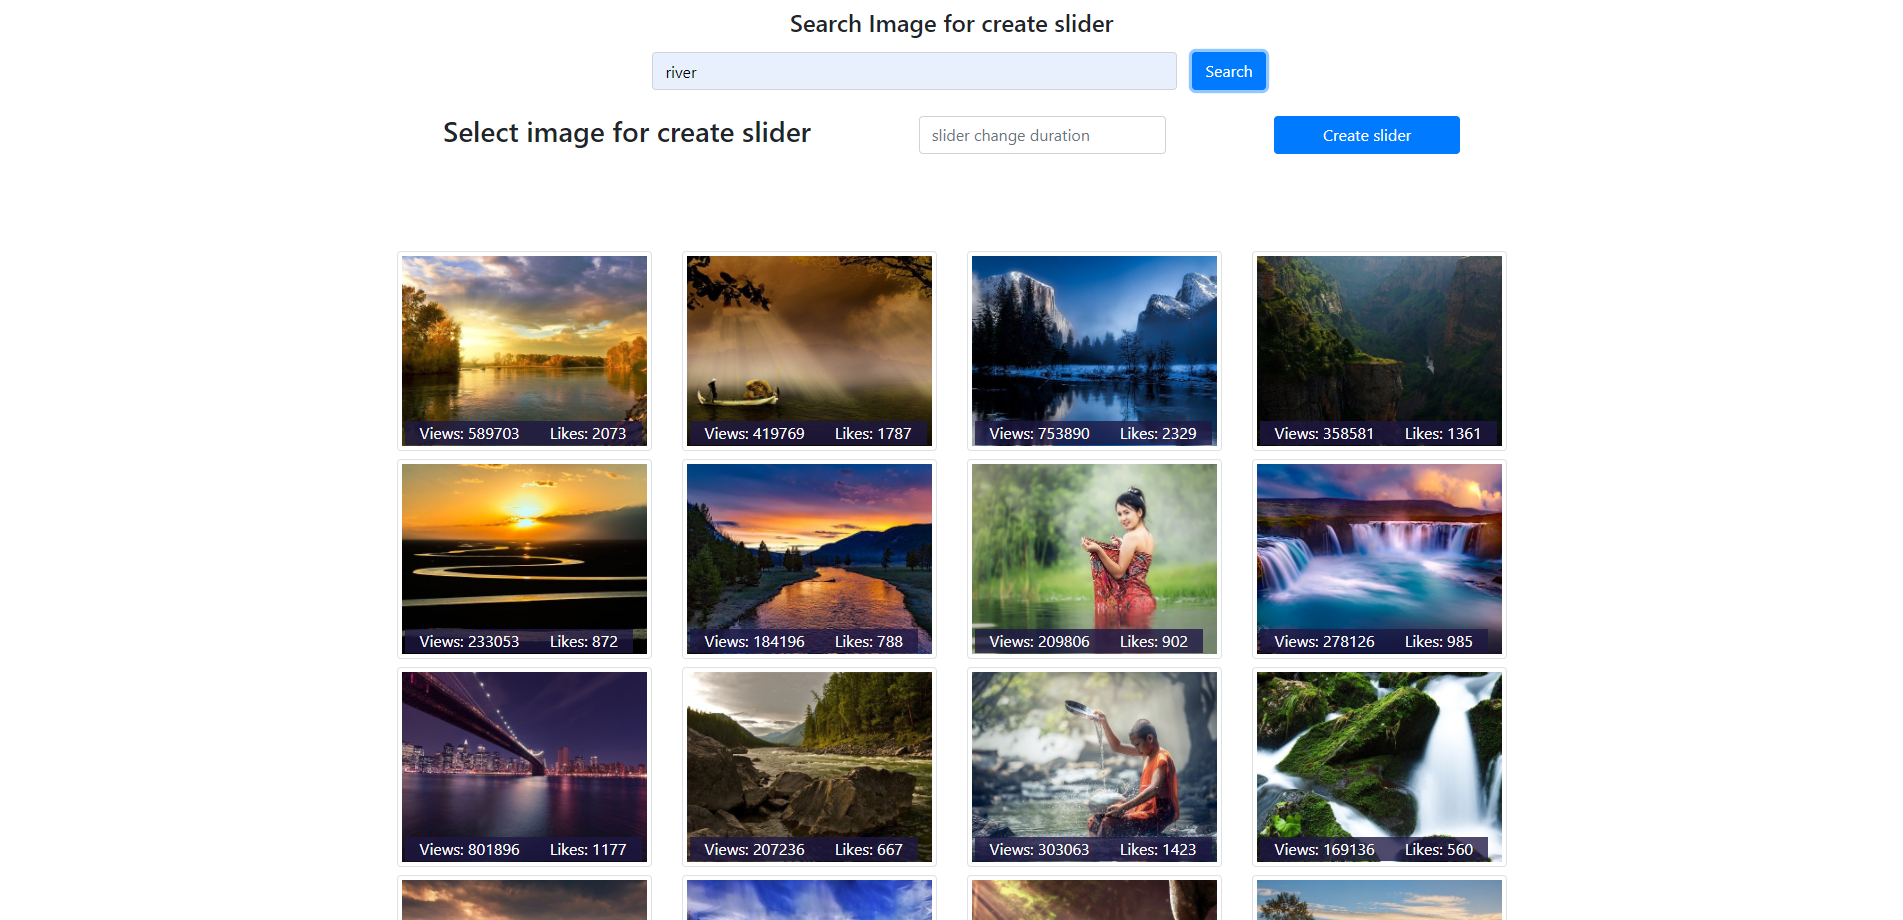 Search Image for create slider
river
Search
Select image for create slider
slider change duration
Create slider
Views: 589703 Likes: 2073
Views: 419769 Likes: 1787
Views: 753890 Likes: 2329
Views: 358581 Likes: 1361
Views: 233053 Likes: 872
Views: 184196 Likes: 788
Views: 209806 Likes: 902
Views: 278126 Likes: 985
Views: 801896 Likes: 1177
Views: 207236 Likes: 667
Views: 303063 Likes: 1423
Views: 169136 Likes: 560